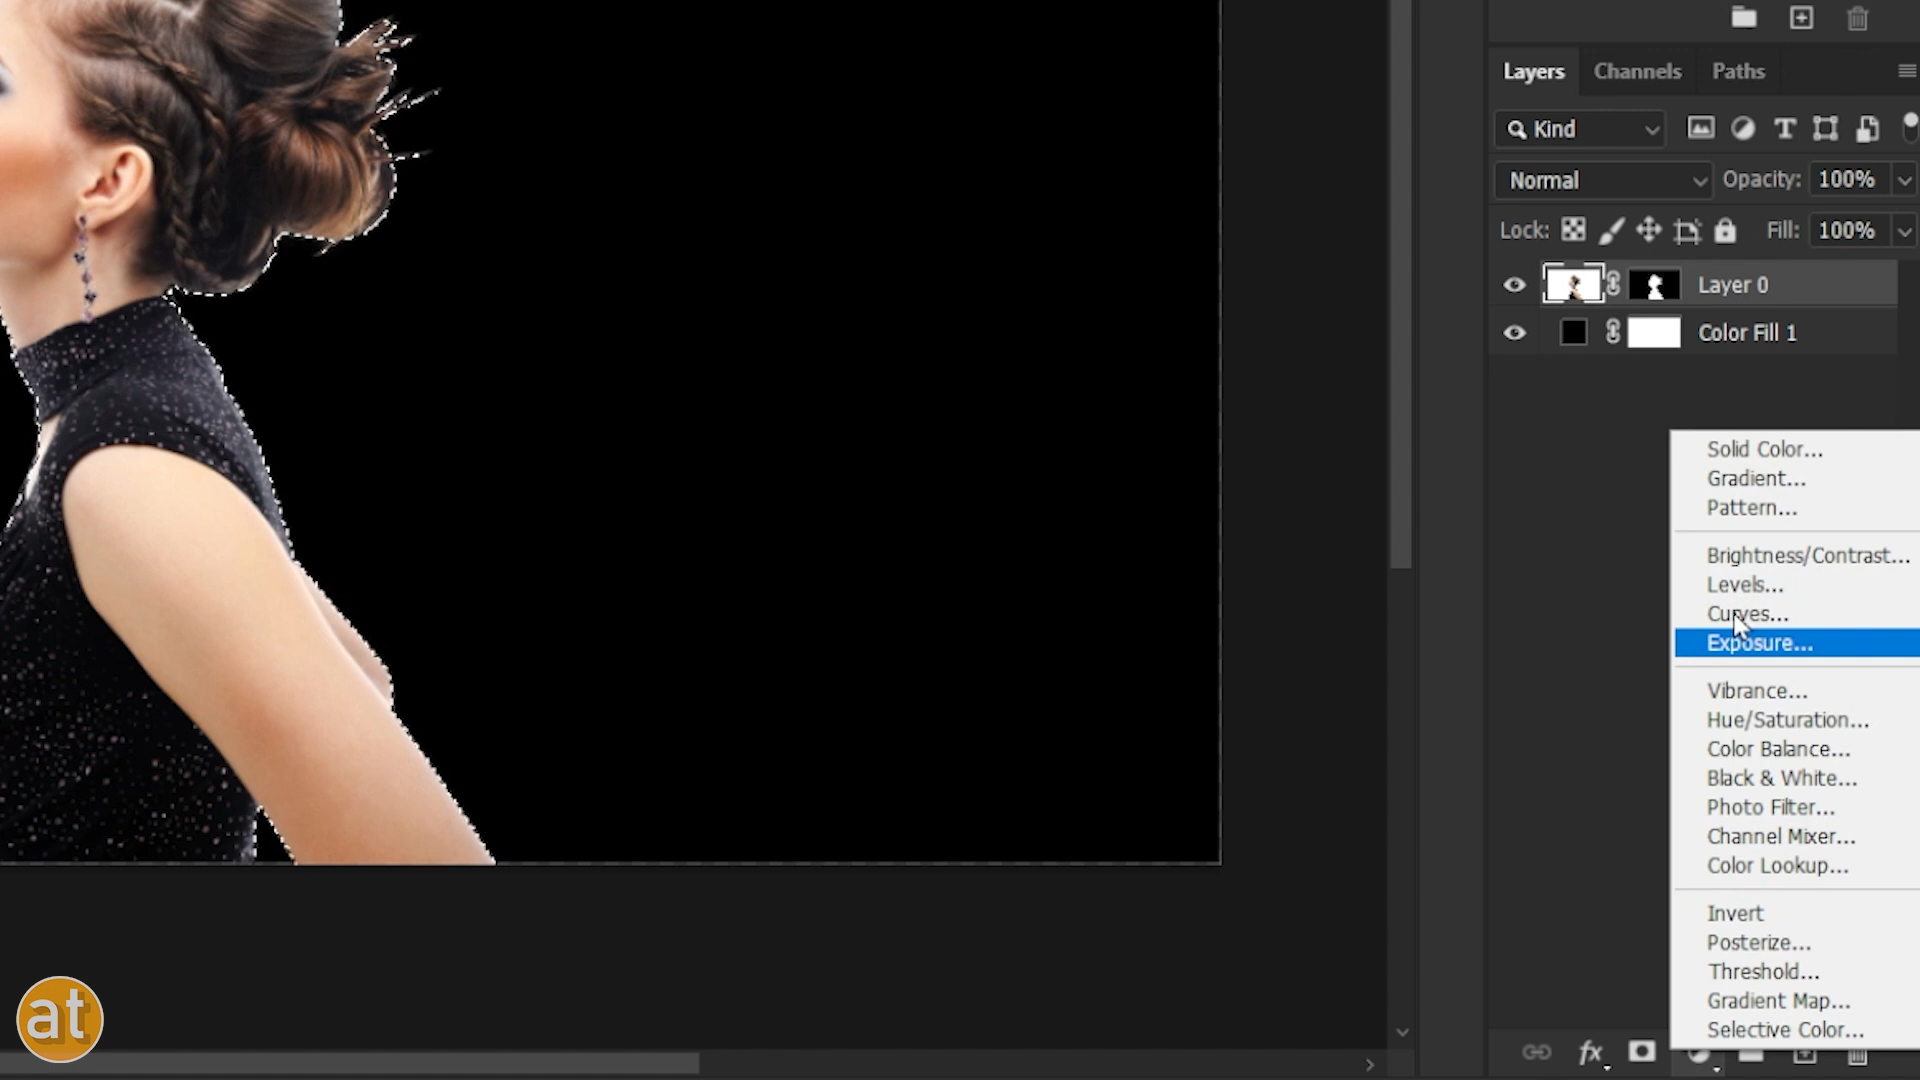 Layers Channels Paths
Kind
Normal Opacity: 100%
Lock: Fill: 100%
Layer 0
Color Fill 1
Solid Color...
Gradient...
Pattern...
Brightness/Contrast...
Levels...
Curves...
Exposure...
Vibrance...
Hue/Saturation...
Color Balance...
Black & White...
Photo Filter...
Channel Mixer...
Color Lookup...
Invert
Posterize...
Threshold...
Gradient Map...
Selective Color...
fx
at